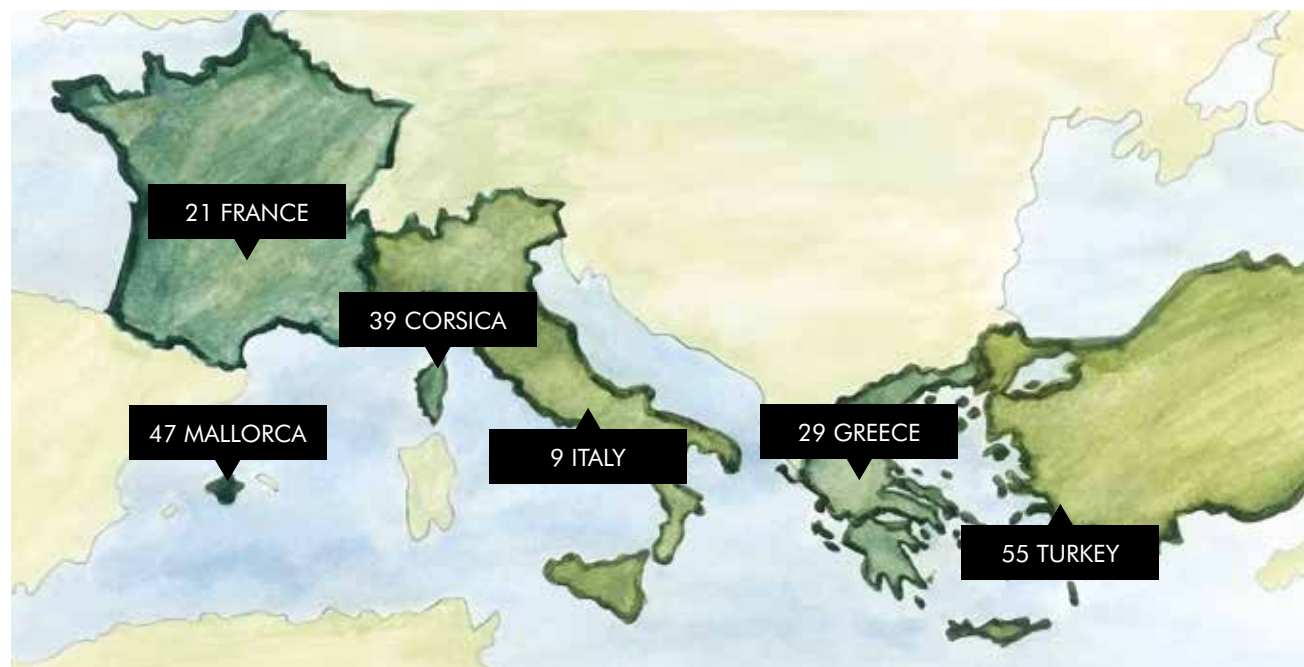 21 FRANCE
39 CORSICA
47 MALLORCA
9 ITALY
29 GREECE
55 TURKEY